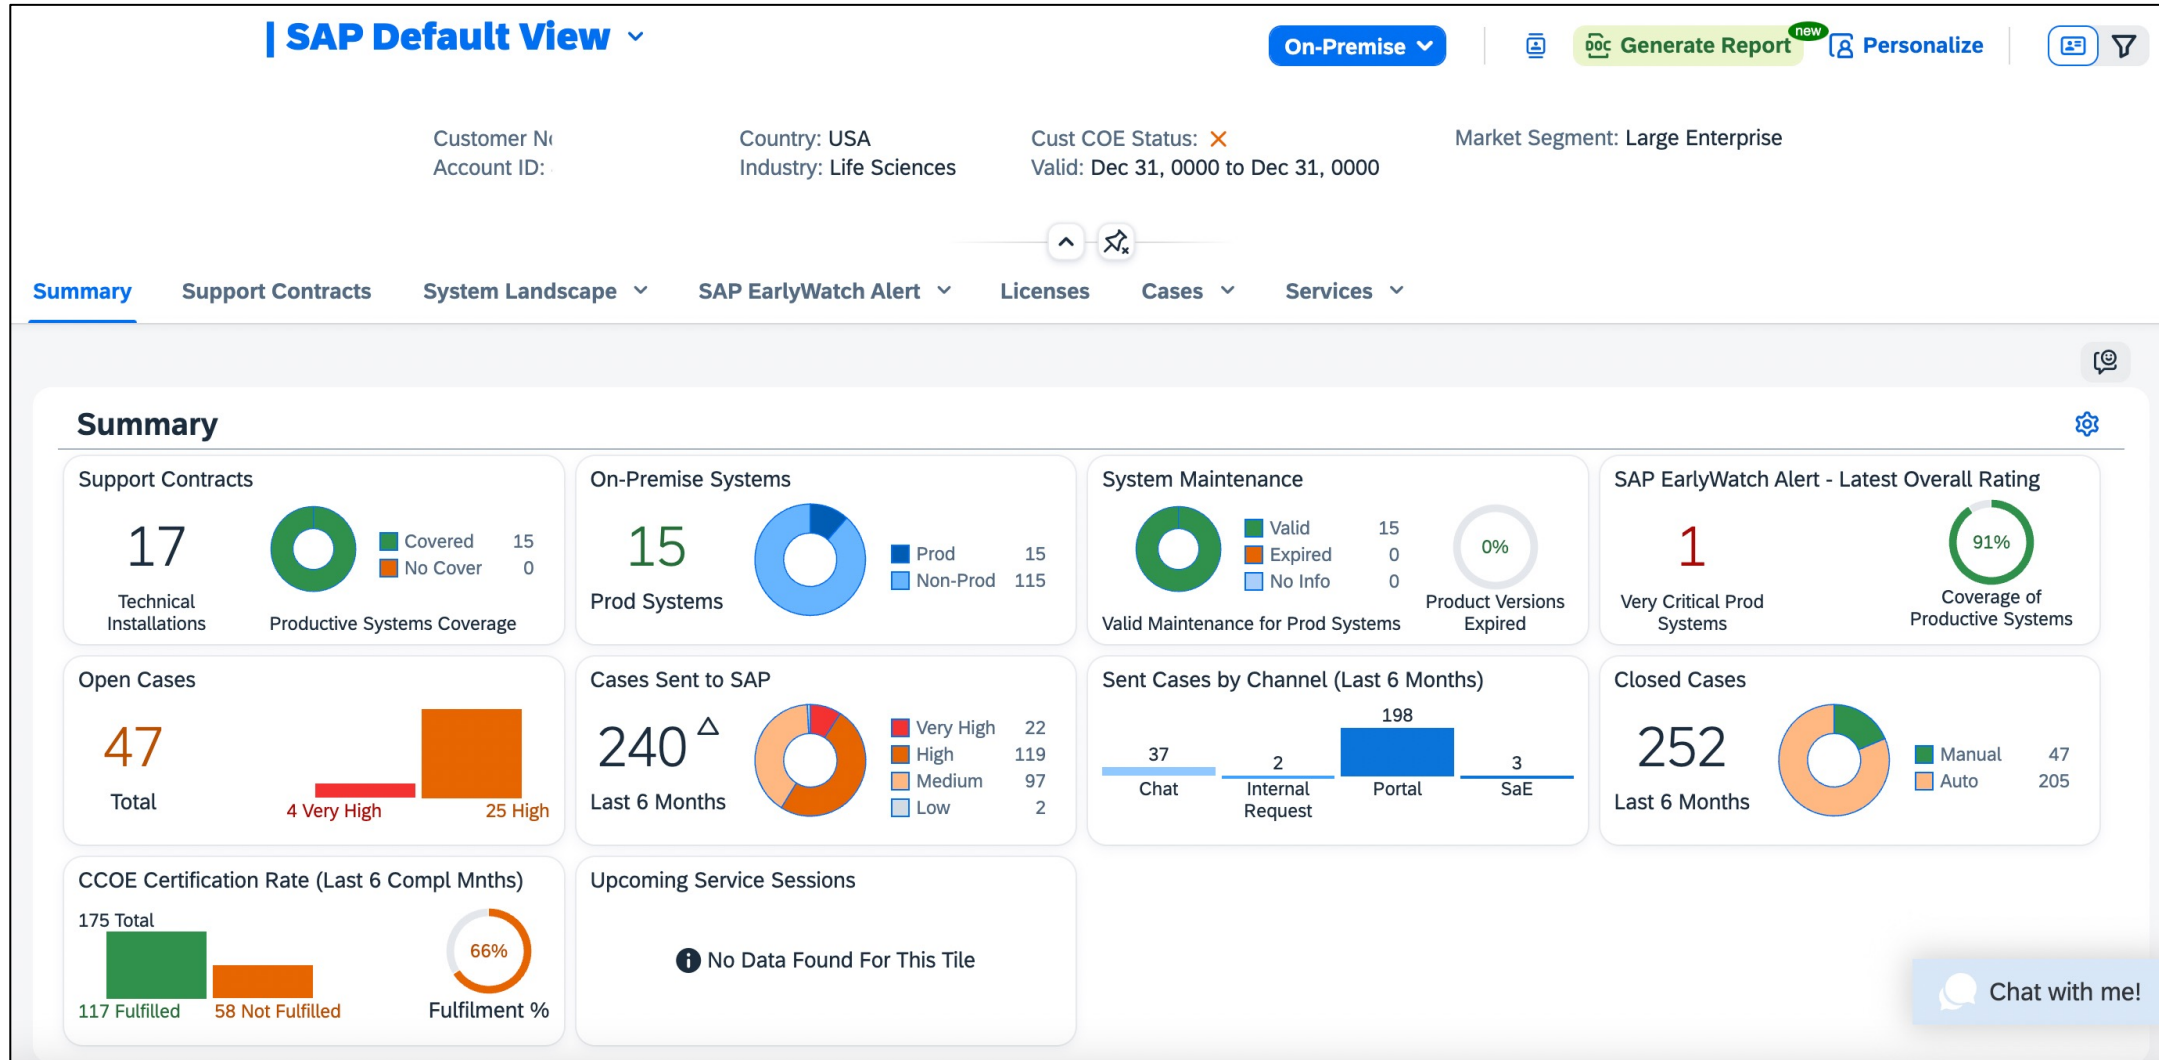 SAP Default View
On-Premise
DOC Generate Report
new
Personalize
Customer
Account ID:
Country: USA
Industry: Life Sciences
Cust COE Status:
Valid: Dec 31, 0000 to Dec 31, 0000
Market Segment: Large Enterprise
Summary
Support Contracts
System Landscape
SAP EarlyWatch Alert
Licenses
Cases
Services
Summary
Support Contracts
17
Technical
Installations
Covered 15
No Cover 0
Productive Systems Coverage
On-Premise Systems
15
Prod Systems
Prod 15
Non-Prod 115
System Maintenance
Valid 15
Expired 0
No Info 0
Valid Maintenance for Prod Systems
0%
Product Versions
Expired
SAP EarlyWatch Alert - Latest Overall Rating
1
Very Critical Prod
Systems
91%
Coverage of
Productive Systems
Open Cases
47
Total
4 Very High
25 High
Cases Sent to SAP
240
Last 6 Months
Very High 22
High 119
Medium 97
Low 2
Sent Cases by Channel (Last 6 Months)
37
Chat
2
Internal
Request
198
Portal
3
SaE
Closed Cases
252
Last 6 Months
Manual 47
Auto 205
CCOE Certification Rate (Last 6 Compl Mnths)
175 Total
117 Fulfilled
58 Not Fulfilled
66%
Fulfilment %
Upcoming Service Sessions
No Data Found For This Tile
Chat with me!